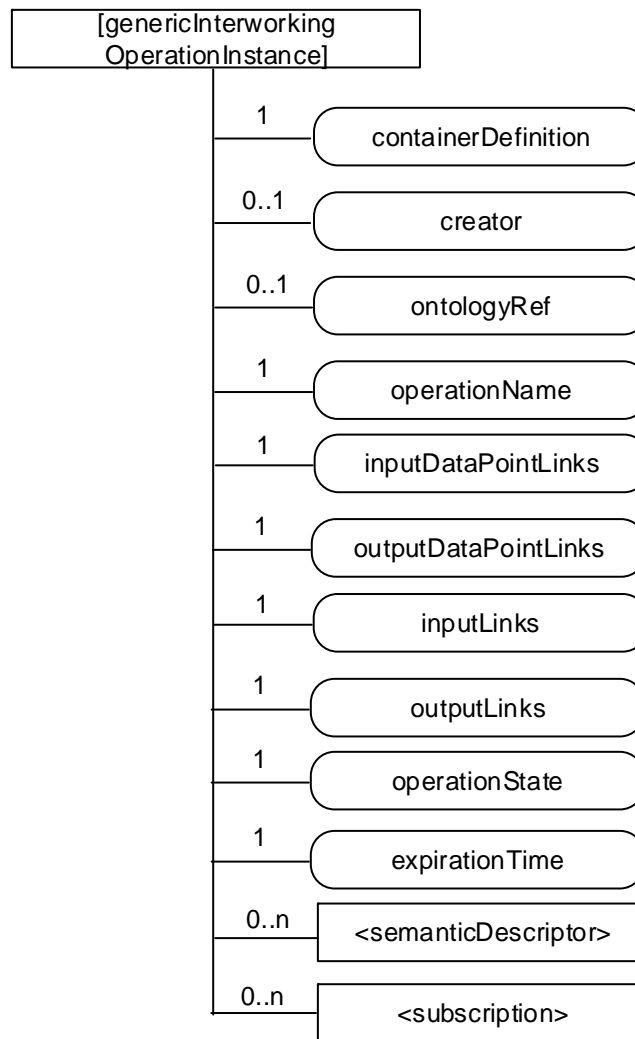 [genericInterworking
OperationInstance]
1
containerDefinition
0..1
creator
0..1
ontologyRef
1
operationName
1
inputDataPointLinks
1
outputDataPointLinks
1
inputLinks
1
outputLinks
1
operationState
1
expirationTime
0..n
<semanticDescriptor>
0..n
<subscription>